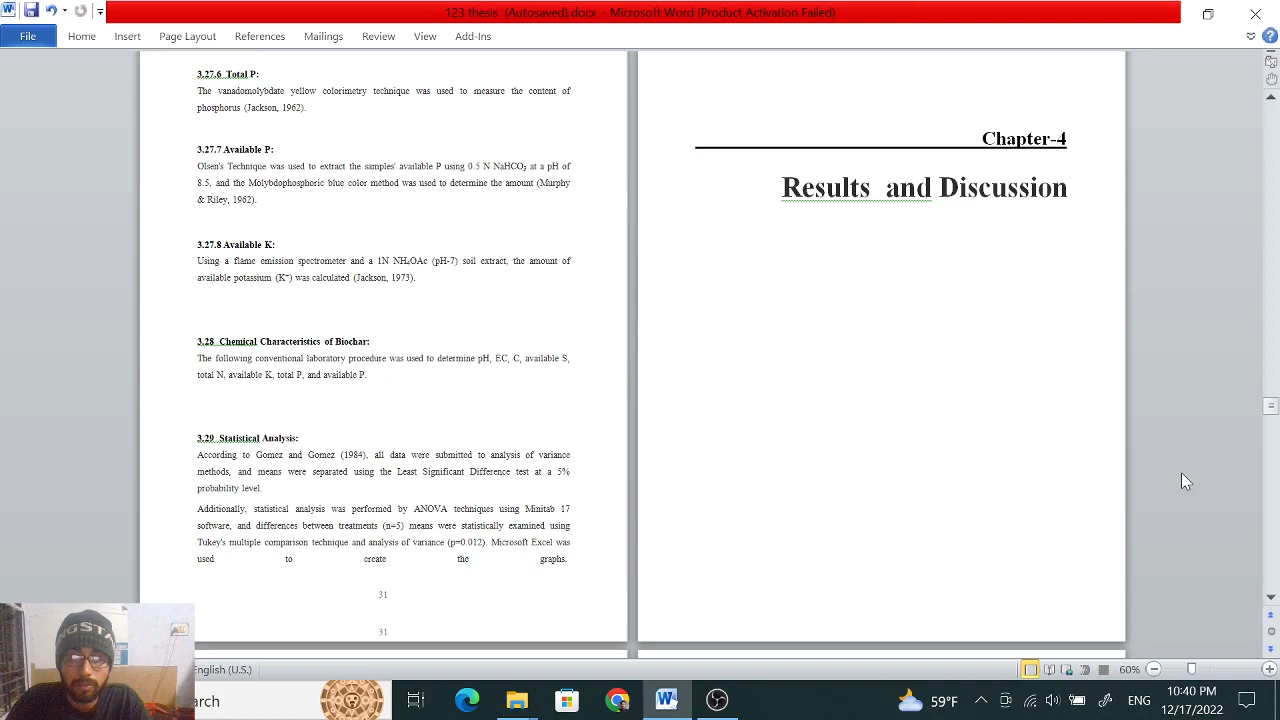 123 thesis (Autosaved).docx - Microsoft Word (Product Activation Failed)
File Home Insert Page Layout References Mailings Review View Add-Ins
3.27.6 Total P:
The vanadomolybdate yellow colorimetry technique was used to measure the content of
phosphorus (Jackson, 1962).
3.27.7 Available P:
Olsen's Technique was used to extract the samples' available P using 0.5 N NaHCO₃ at a pH of
8.5, and the Molybdophosphoric blue color method was used to determine the amount (Murphy
& Riley, 1962).
3.27.8 Available K:
Using a flame emission spectrometer and a 1N NH₄OAc (pH-7) soil extract, the amount of
available potassium (K⁺) was calculated (Jackson, 1973).
3.28 Chemical Characteristics of Biochar:
The following conventional laboratory procedure was used to determine pH, EC, C, available S,
total N, available K, total P, and available P.
3.29 Statistical Analysis:
According to Gomez and Gomez (1984), all data were submitted to analysis of variance
methods, and means were separated using the Least Significant Difference test at a 5%
probability level.
Additionally, statistical analysis was performed by ANOVA techniques using Minitab 17
software, and differences between treatments (n=5) means were statistically examined using
Tukey's multiple comparison technique and analysis of variance (p=0.012). Microsoft Excel was
used to create the graphs.
31
31
Chapter-4
Results and Discussion
NGSTA
English (U.S.)
60%
arch
59°F
ENG
10:40 PM
12/17/2022